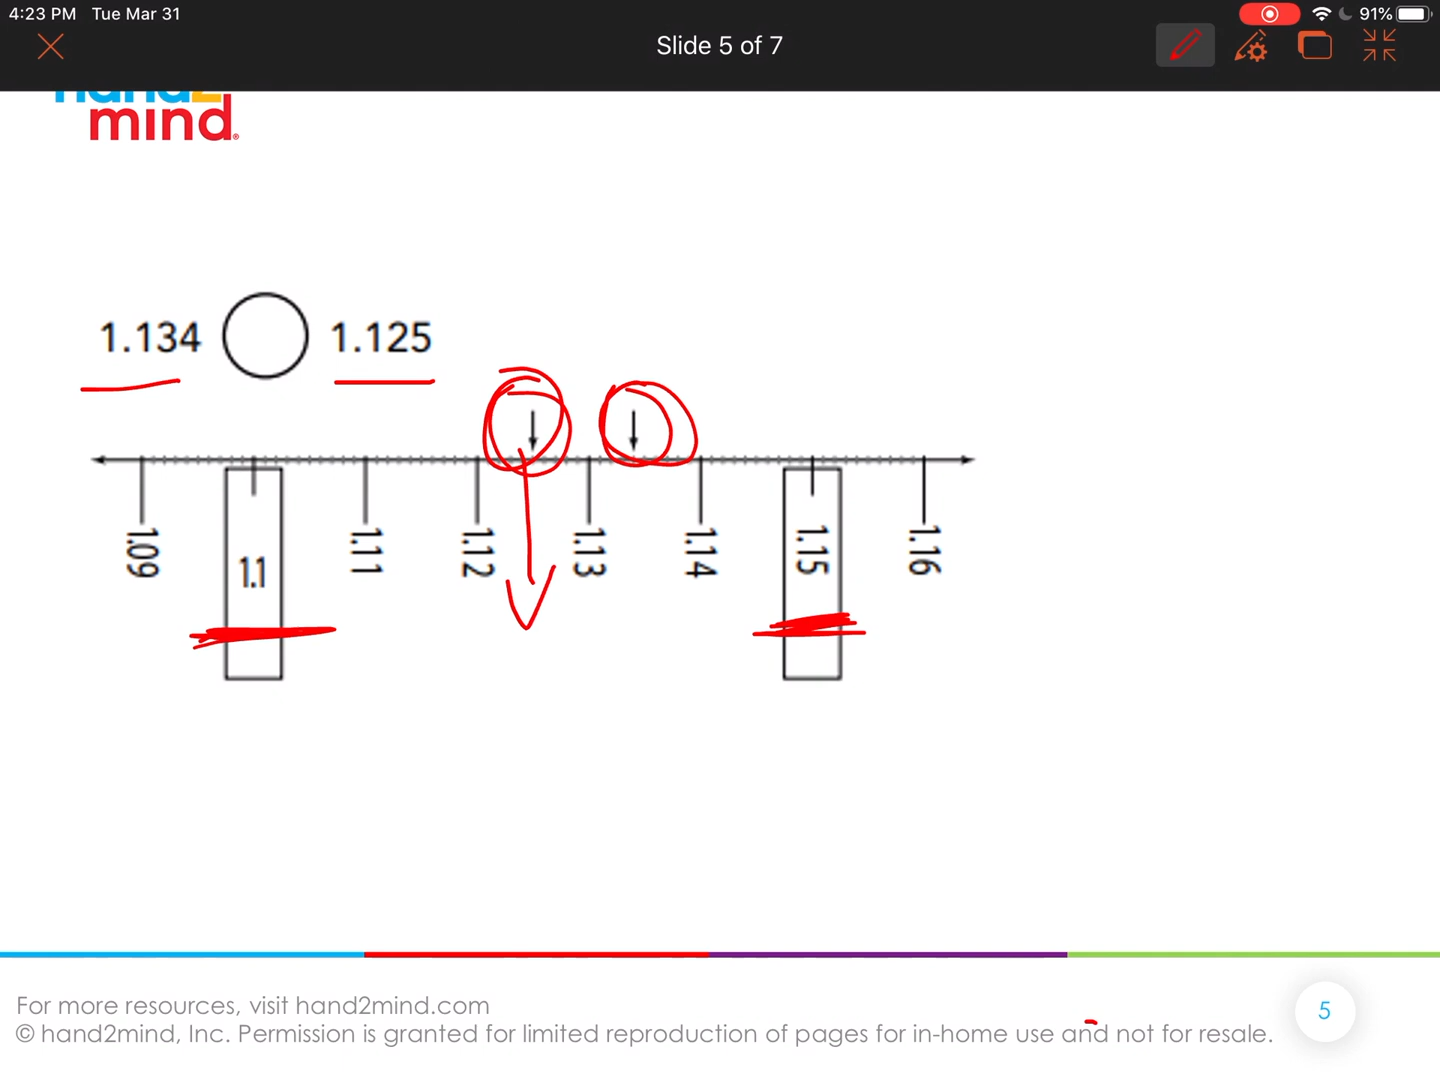 4:23 PM Tue Mar 31 91%
Slide 5 of 7
hand2
mind®
1.134 1.125
1.09 1.1 1.11 1.12 1.13 1.14 1.15 1.16
For more resources, visit hand2mind.com
© hand2mind, Inc. Permission is granted for limited reproduction of pages for in-home use and not for resale.
5